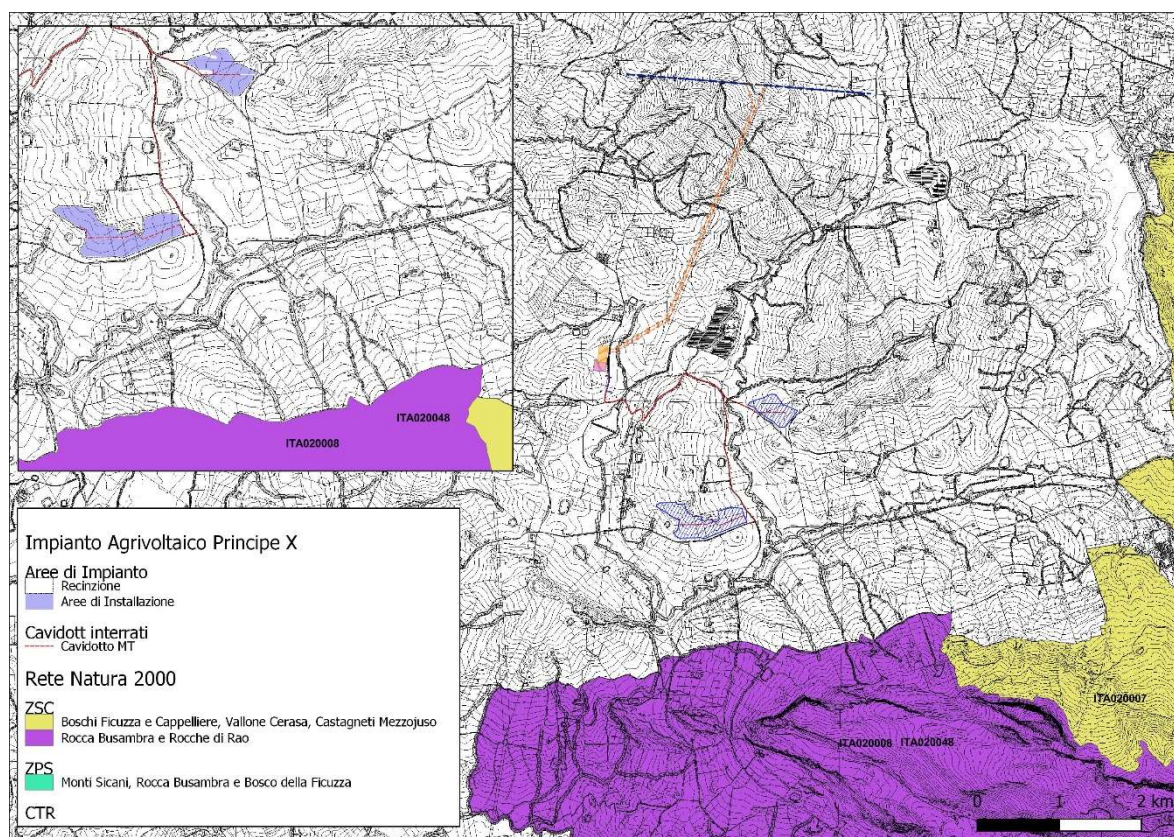 ITA020048
ITA020008
Impianto Agrivoltaico Principe X
Aree di Impianto
Recinzione
Aree di Installazione
Cavidott interrati
Cavidotto MT
Rete Natura 2000
ZSC
Boschi Ficuzza e Cappelliere, Vallone Cerasa, Castagneti Mezzojuso
Rocca Busambra e Rocche di Rao
ZPS
Monti Sicani, Rocca Busambra e Bosco della Ficuzza
CTR
ITA020007
ITA020008 ITA020048
0 1 2 km